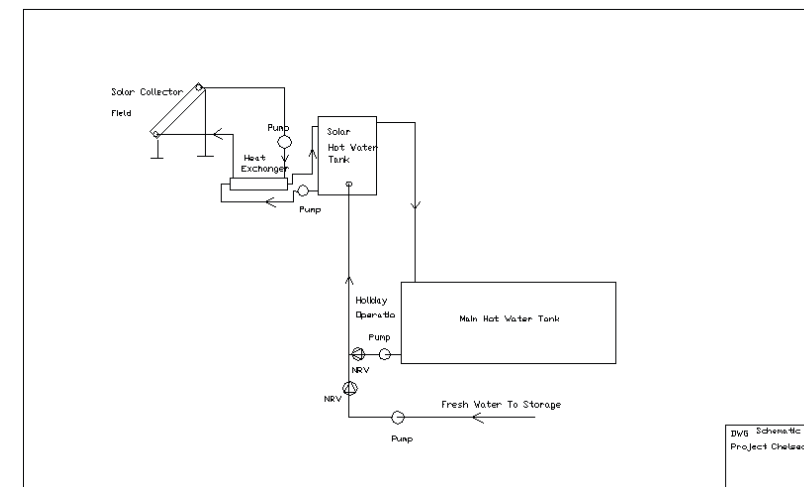 Solar Collector
Field
Pump
Solar
Hot Water
Tank
Heat
Exchanger
Pump
Holiday
Operatio
Main Hot Water Tank
Pump
NRV
NRV
Fresh Water To Storage
Pump
DWG Schematic
Project Chelsea